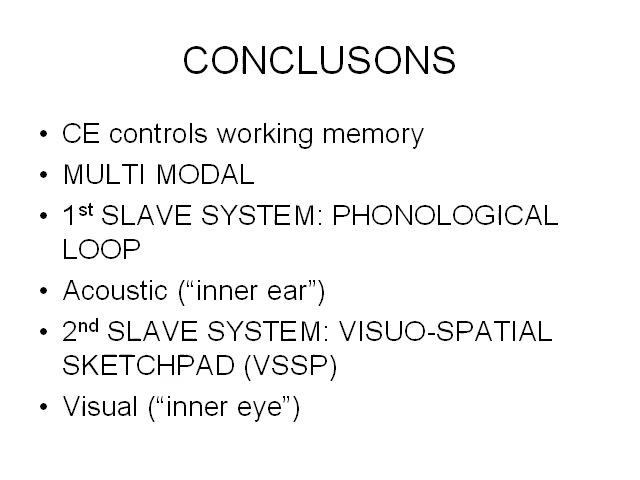 CONCLUSONS
• CE controls working memory
• MULTI MODAL
• 1st SLAVE SYSTEM: PHONOLOGICAL
LOOP
• Acoustic (“inner ear”)
• 2nd SLAVE SYSTEM: VISUO-SPATIAL
SKETCHPAD (VSSP)
• Visual (“inner eye”)